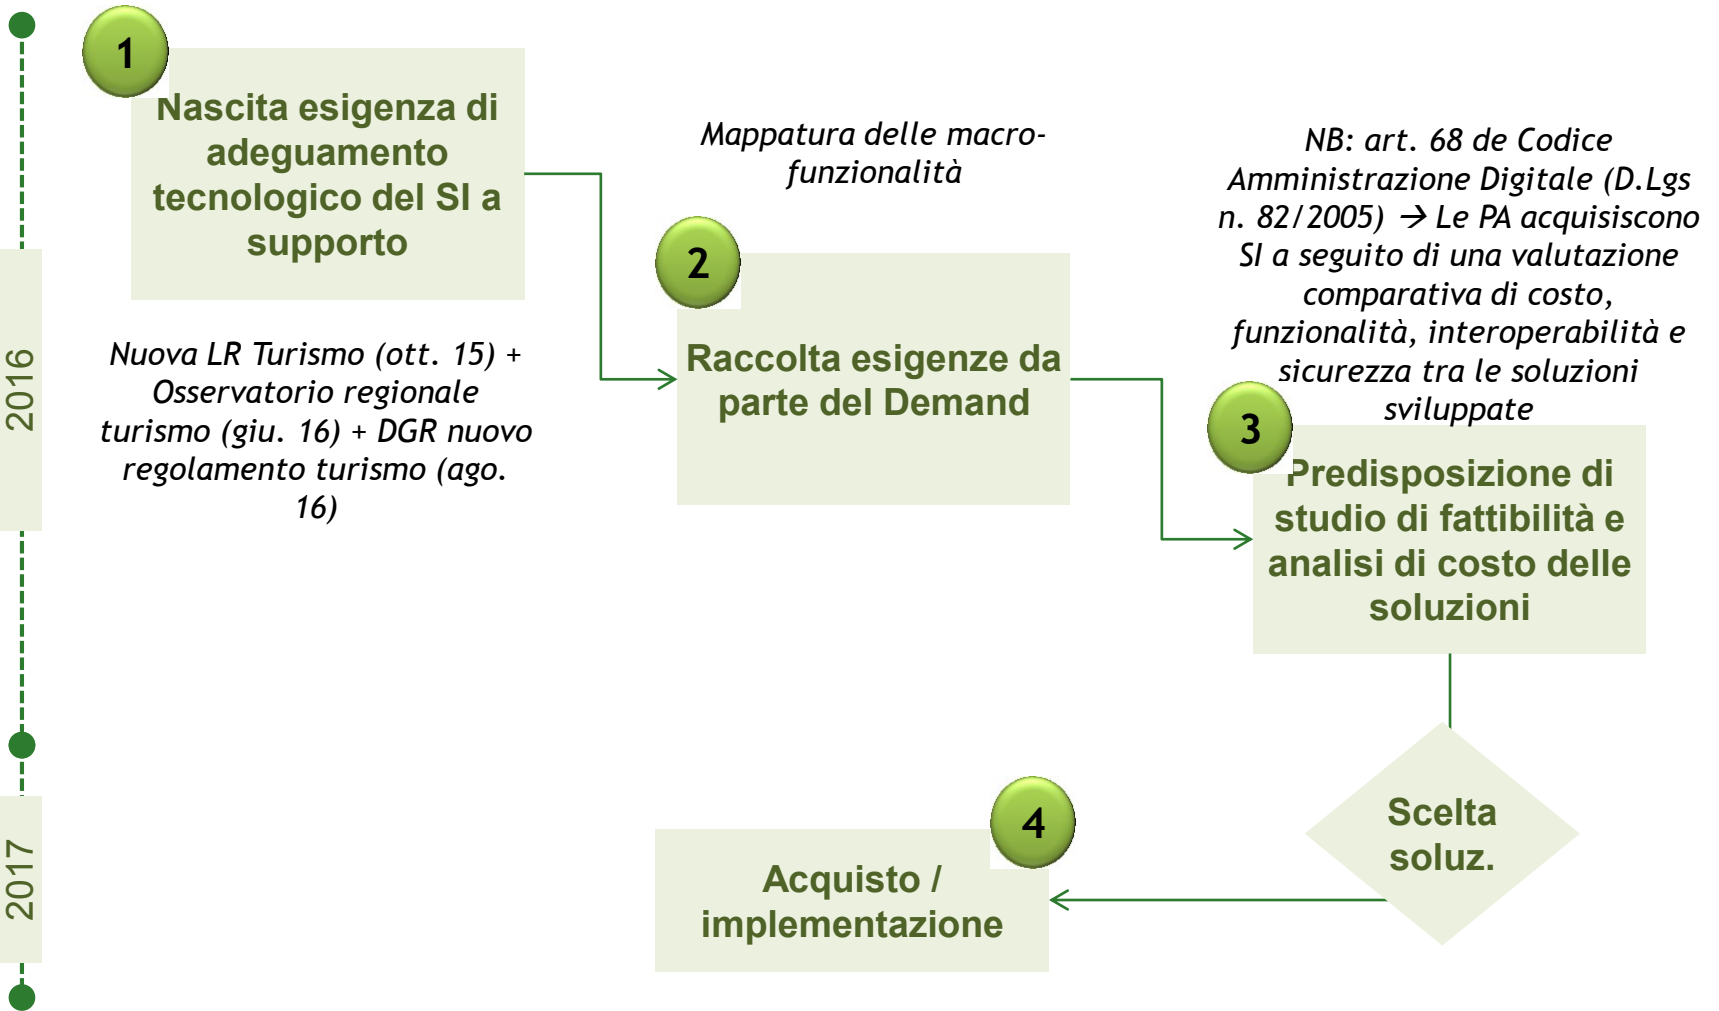 1
Nascita esigenza di
adeguamento
tecnologico del SI a
supporto
Nuova LR Turismo (ott. 15) +
Osservatorio regionale
turismo (giu. 16) + DGR nuovo
regolamento turismo (ago.
16)
Mappatura delle macro-
funzionalità
2
Raccolta esigenze da
parte del Demand
NB: art. 68 de Codice
Amministrazione Digitale (D.Lgs
n. 82/2005) → Le PA acquisiscono
SI a seguito di una valutazione
comparativa di costo,
funzionalità, interoperabilità e
sicurezza tra le soluzioni
sviluppate
3
Predisposizione di
studio di fattibilità e
analisi di costo delle
soluzioni
Scelta
soluz.
4
Acquisto /
implementazione
2016
2017